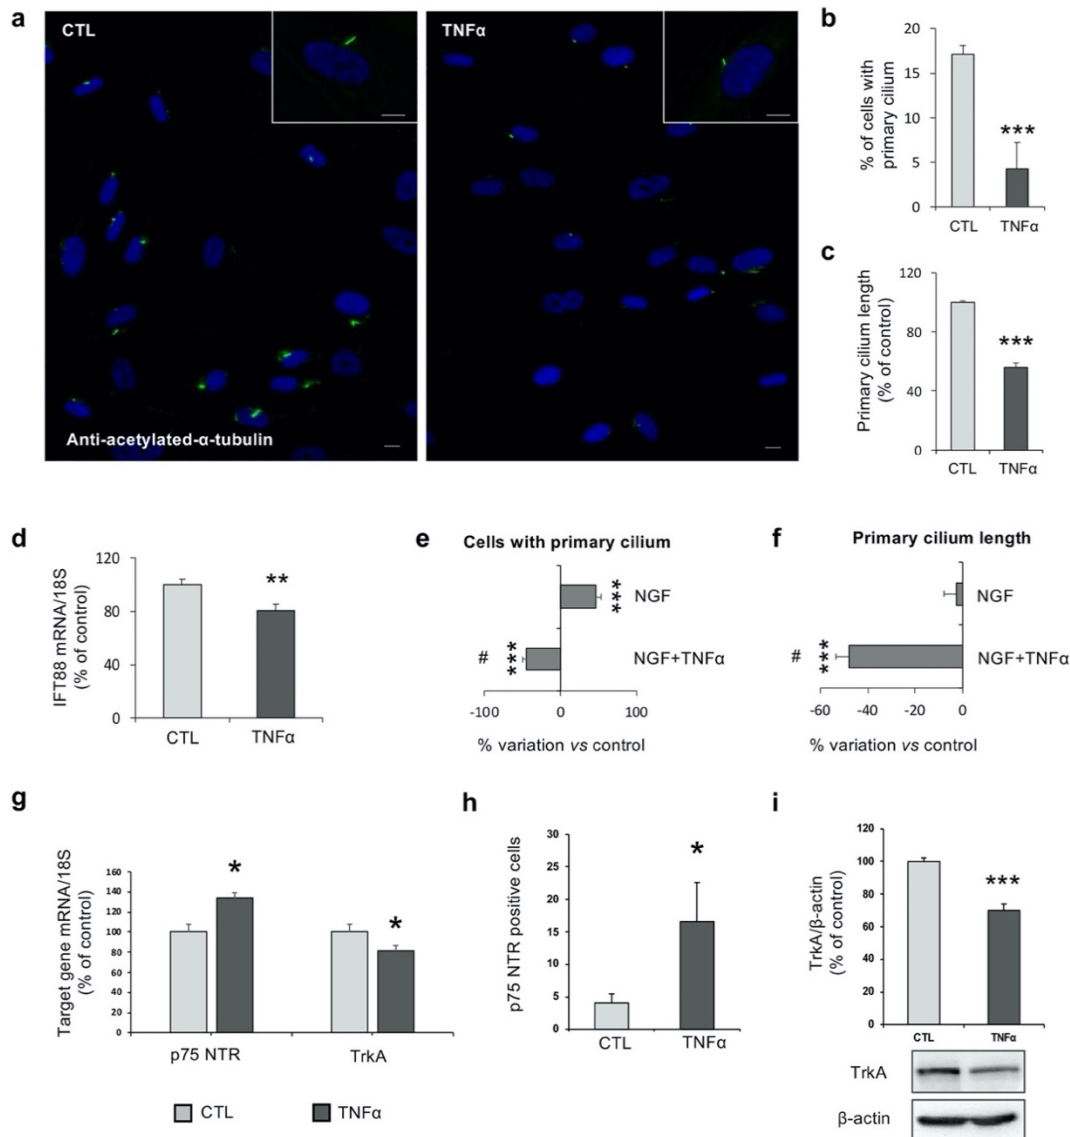 a
CTL
TNFα
Anti-acetylated-α-tubulin
b
% of cells with
primary cilium
20
15
10
5
0
***
CTL
TNFα
c
Primary cilium length
(% of control)
120
80
40
0
***
CTL
TNFα
d
IFT88 mRNA/18S
(% of control)
120
80
40
0
**
CTL
TNFα
e
Cells with primary cilium
***
NGF
#
***
NGF+TNFα
-100
0
100
% variation vs control
f
Primary cilium length
NGF
#
***
NGF+TNFα
-60
-40
-20
0
% variation vs control
g
Target gene mRNA/18S
(% of control)
160
140
120
100
80
60
40
20
0
*
*
p75 NTR
TrkA
CTL
TNFα
h
p75 NTR positive cells
30
25
20
15
10
5
0
*
CTL
TNFα
i
TrkA/β-actin
(% of control)
120
100
80
60
40
20
0
***
CTL
TNFα
TrkA
β-actin